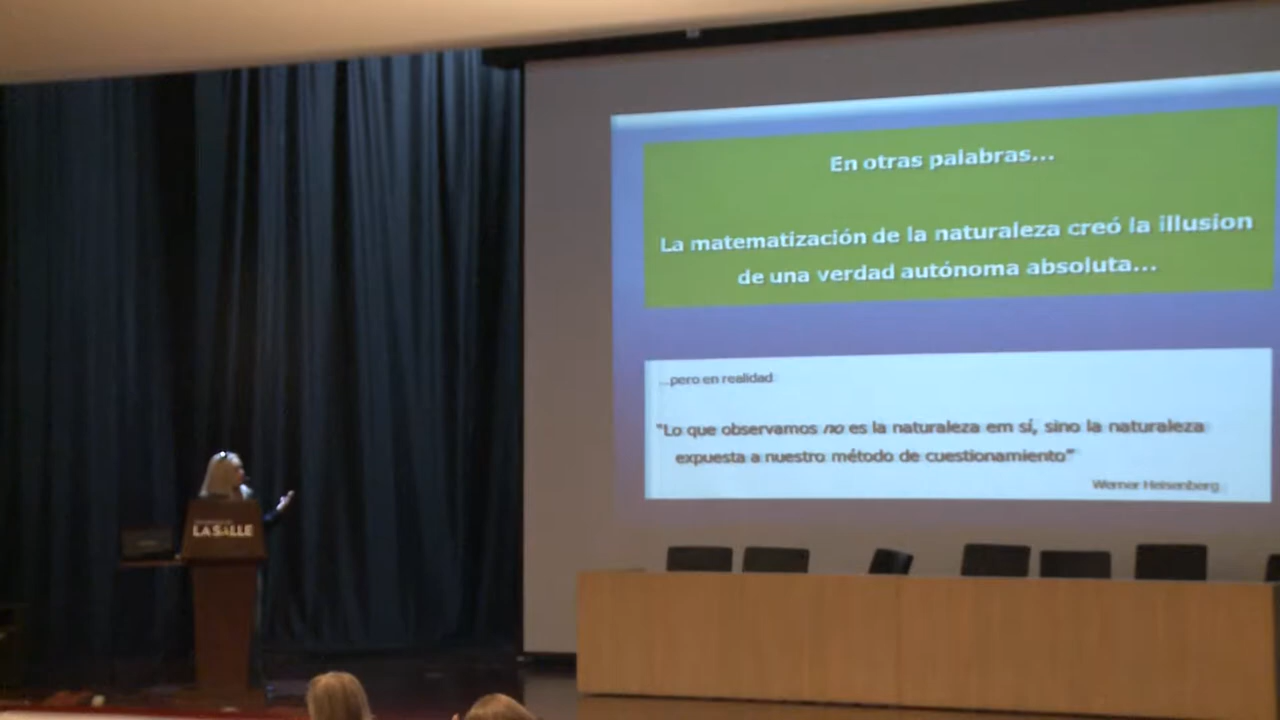 En otras palabras...
La matematización de la naturaleza creó la illusion
de una verdad autónoma absoluta...
...pero en realidad
"Lo que observamos no es la naturaleza em sí, sino la naturaleza
expuesta a nuestro método de cuestionamiento"
Werner Heisenberg
LA SALLE